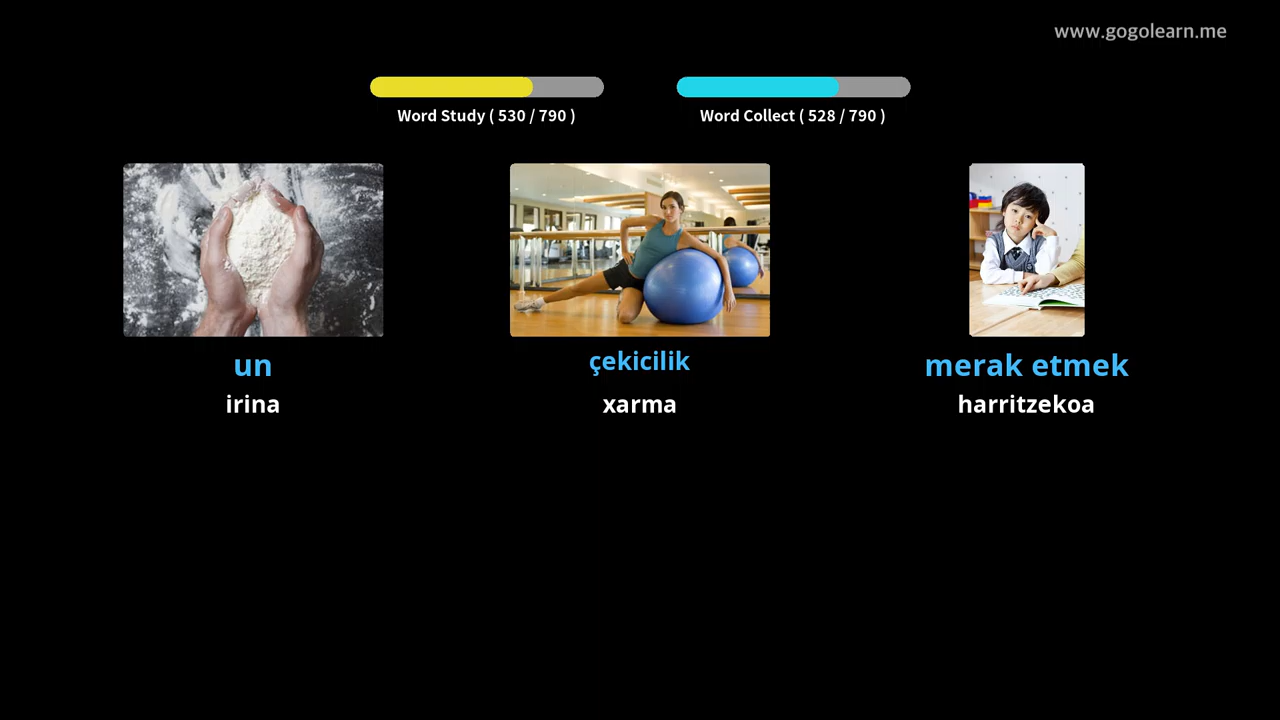 www.gogolearn.me
Word Study ( 530 / 790 )
Word Collect ( 528 / 790 )
un
çekicilik
merak etmek
irina
xarma
harritzekoa